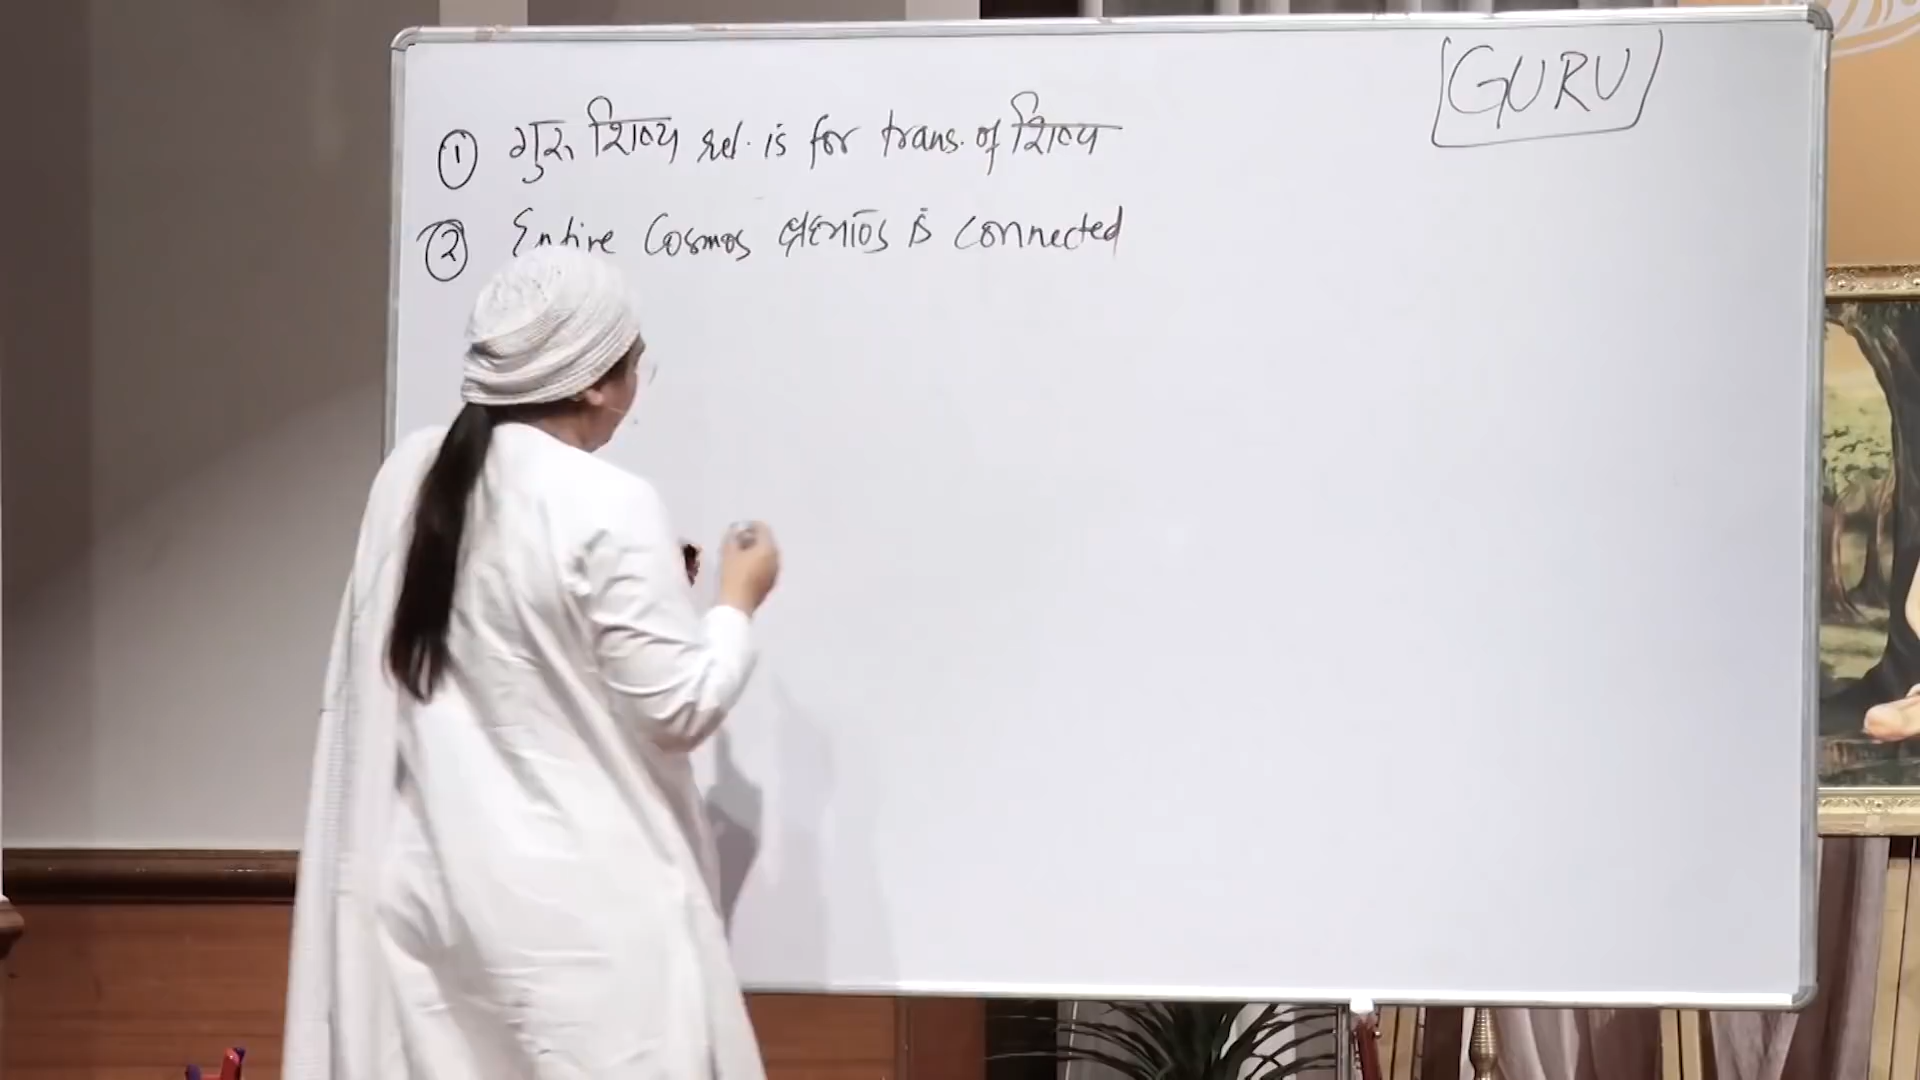 GURU
① गुरु शिष्य rel. is for trans. of शिष्य
② Entire Cosmos ब्रह्मांड is connected